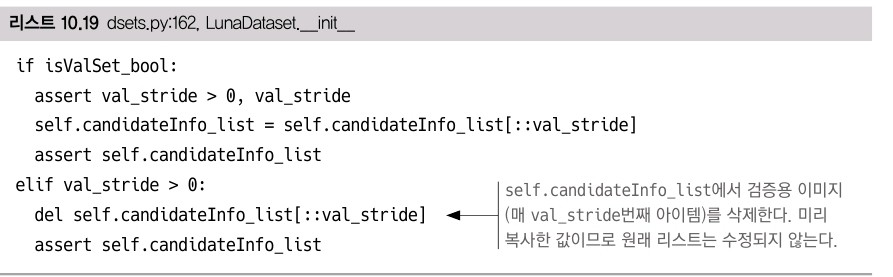 리스트 10.19 dsets.py:162, LunaDataset.__init__
if isValSet_bool:
  assert val_stride > 0, val_stride
  self.candidateInfo_list = self.candidateInfo_list[::val_stride]
  assert self.candidateInfo_list
elif val_stride > 0:
  del self.candidateInfo_list[::val_stride]
  assert self.candidateInfo_list
self.candidateInfo_list에서 검증용 이미지
(매 val_stride번째 아이템)를 삭제한다. 미리
복사한 값이므로 원래 리스트는 수정되지 않는다.